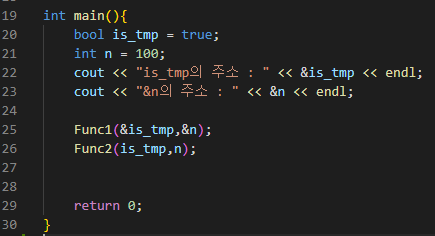 19 int main(){
20 bool is_tmp = true;
21 int n = 100;
22 cout << "is_tmp의 주소 : " << &is_tmp << endl;
23 cout << "&n의 주소 : " << &n << endl;
24
25 Func1(&is_tmp,&n);
26 Func2(is_tmp,n);
27
28
29 return 0;
30 }